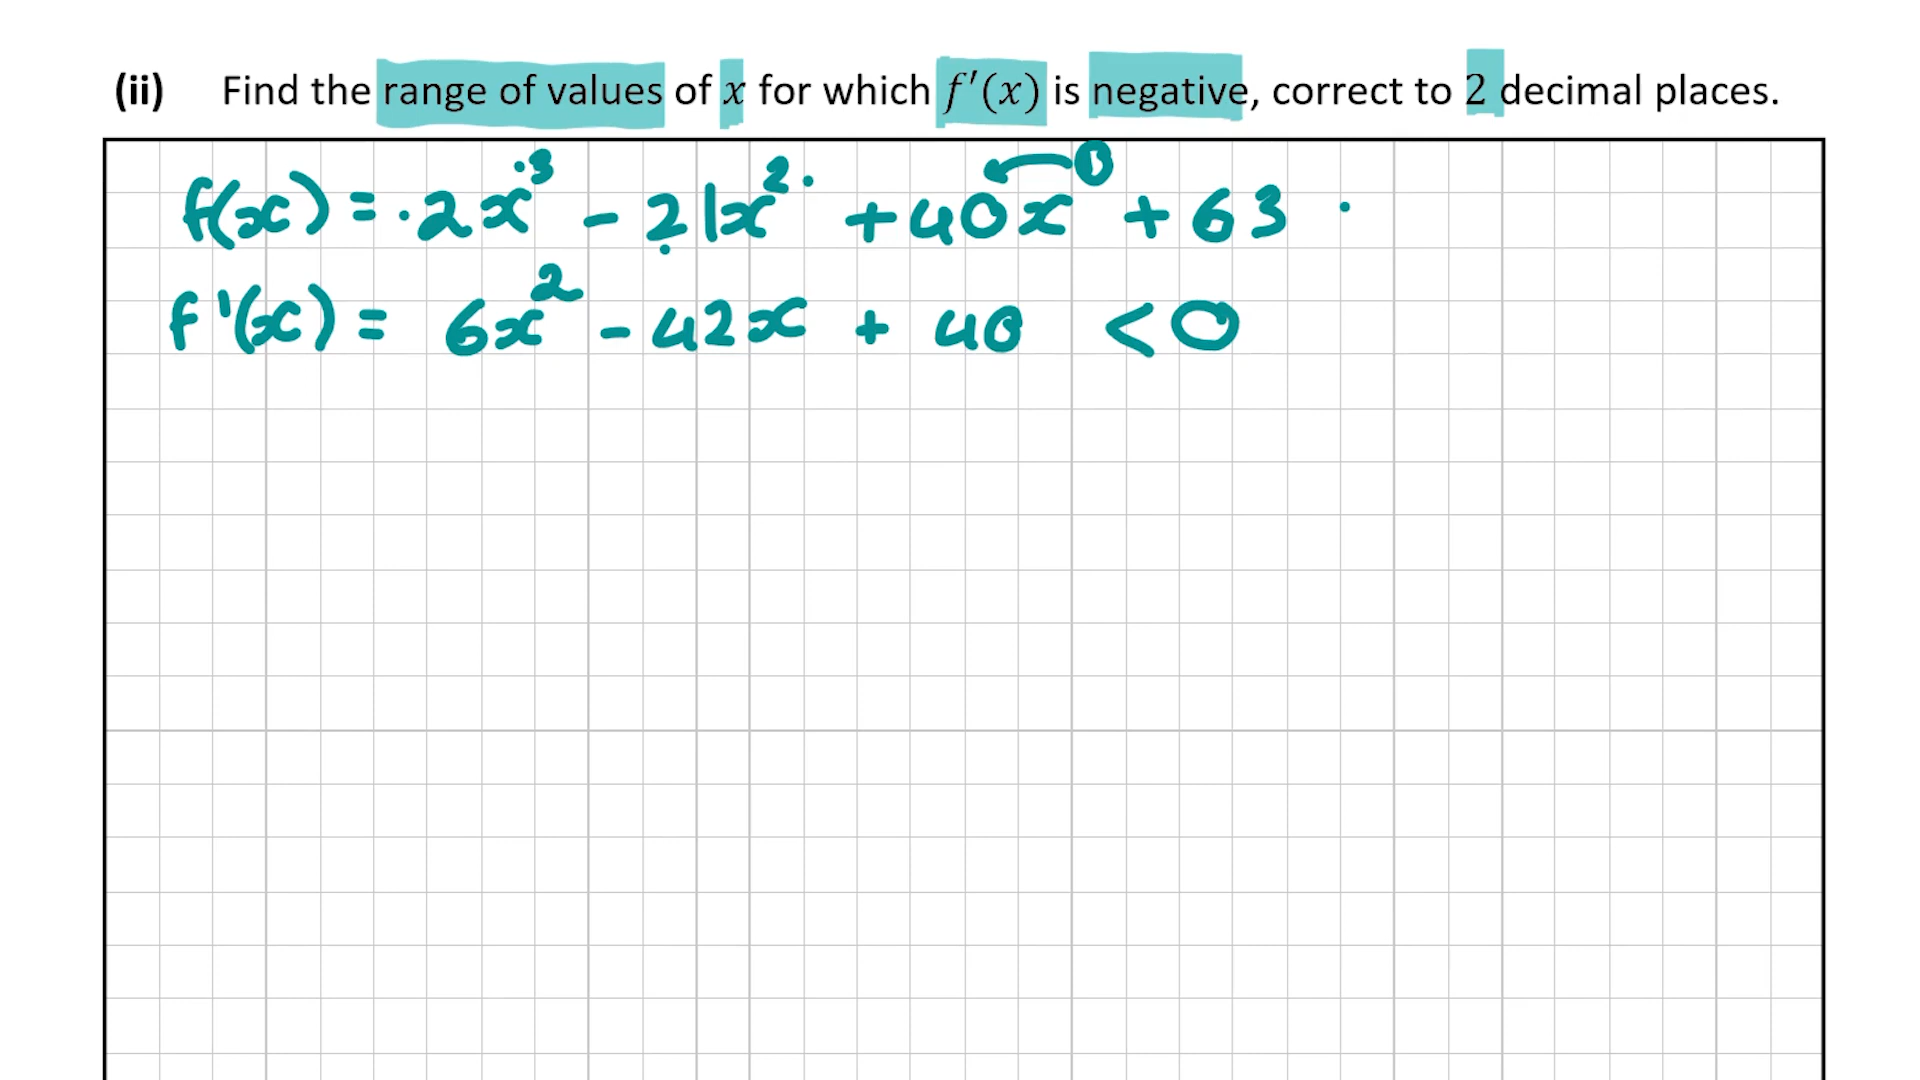 (ii) Find the range of values of x for which f′(x) is negative, correct to 2 decimal places.
f(x) = 2x³ - 21x² + 40x¹ + 63
f'(x) = 6x² - 42x + 40 < 0